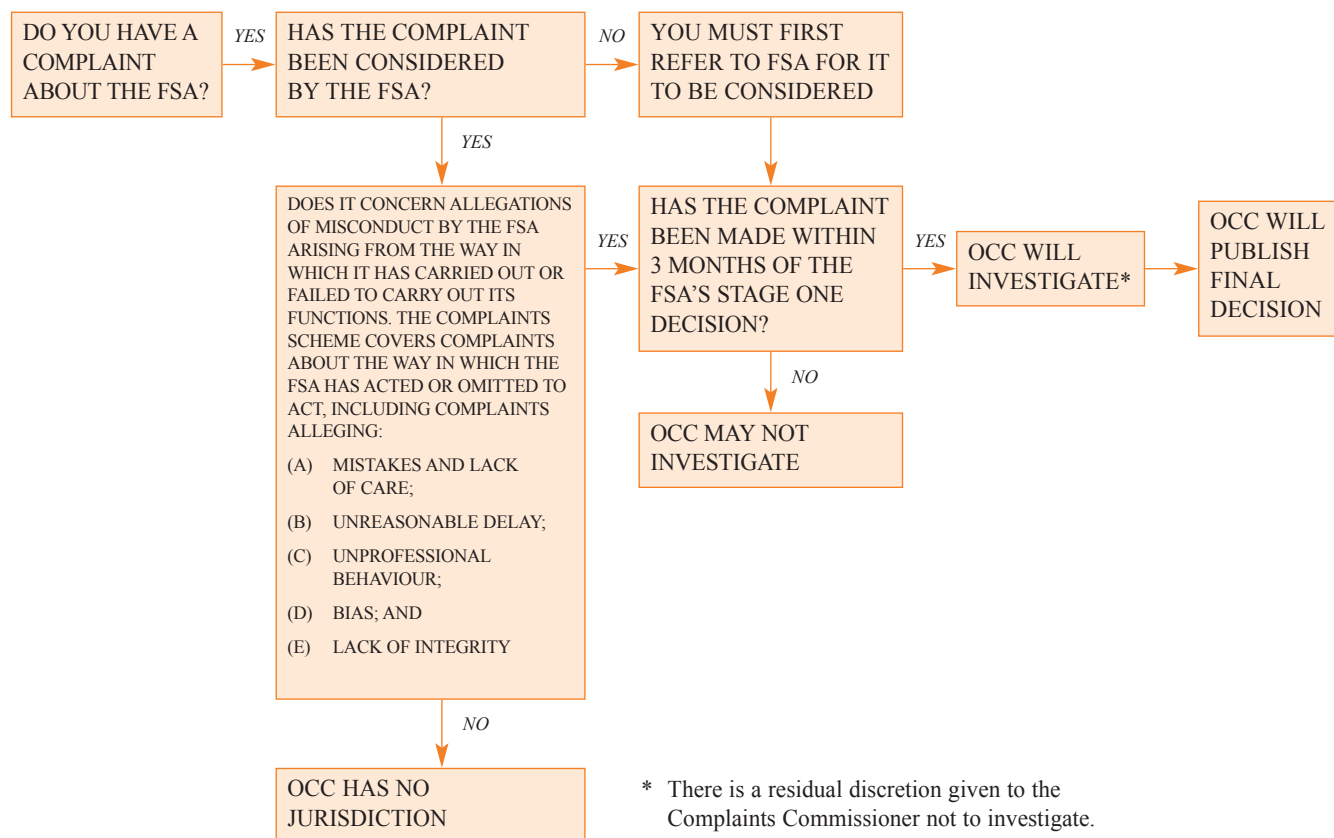 DO YOU HAVE A
COMPLAINT
ABOUT THE FSA?
YES
HAS THE COMPLAINT
BEEN CONSIDERED
BY THE FSA?
NO
YOU MUST FIRST
REFER TO FSA FOR IT
TO BE CONSIDERED
YES
DOES IT CONCERN ALLEGATIONS
OF MISCONDUCT BY THE FSA
ARISING FROM THE WAY IN
WHICH IT HAS CARRIED OUT OR
FAILED TO CARRY OUT ITS
FUNCTIONS. THE COMPLAINTS
SCHEME COVERS COMPLAINTS
ABOUT THE WAY IN WHICH THE
FSA HAS ACTED OR OMITTED TO
ACT, INCLUDING COMPLAINTS
ALLEGING:
(A) MISTAKES AND LACK
OF CARE;
(B) UNREASONABLE DELAY;
(C) UNPROFESSIONAL
BEHAVIOUR;
(D) BIAS; AND
(E) LACK OF INTEGRITY
YES
HAS THE COMPLAINT
BEEN MADE WITHIN
3 MONTHS OF THE
FSA’S STAGE ONE
DECISION?
YES
OCC WILL
INVESTIGATE*
OCC WILL
PUBLISH
FINAL
DECISION
NO
OCC MAY NOT
INVESTIGATE
NO
OCC HAS NO
JURISDICTION
* There is a residual discretion given to the
Complaints Commissioner not to investigate.